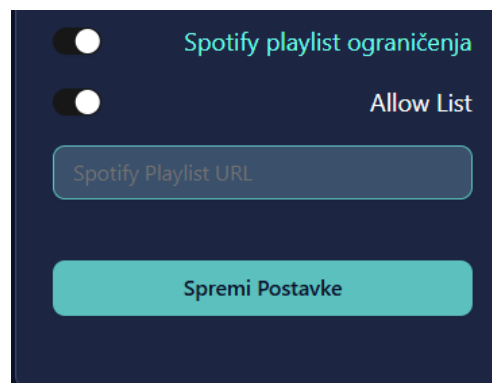 Spotify playlist ograničenja
Allow List
Spotify Playlist URL
Spremi Postavke